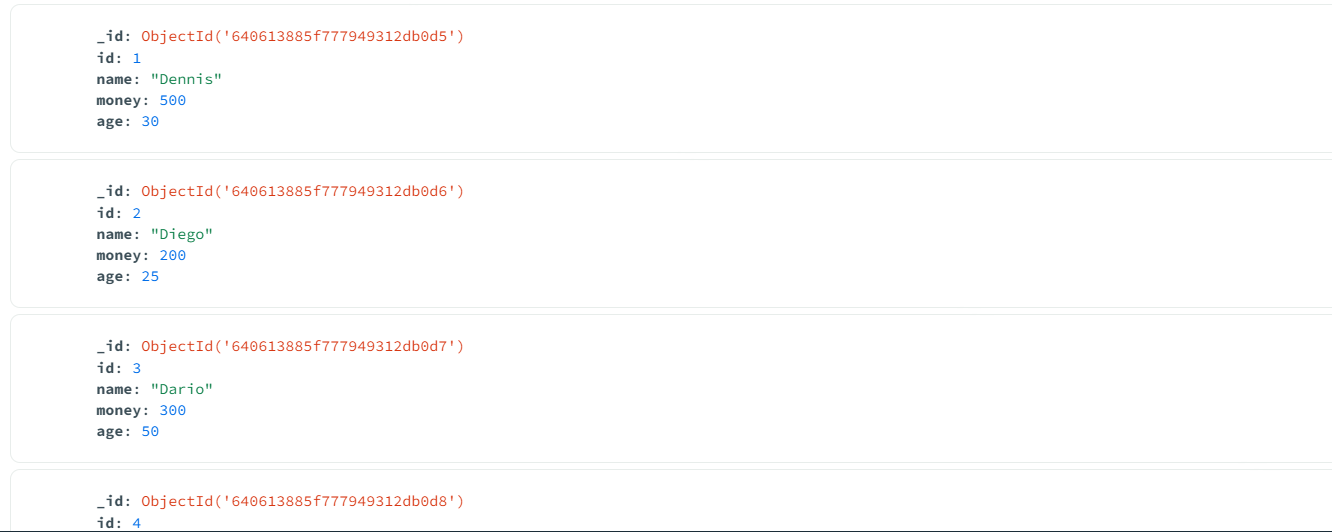 _id: ObjectId('640613885f777949312db0d5')
id: 1
name: "Dennis"
money: 500
age: 30
_id: ObjectId('640613885f777949312db0d6')
id: 2
name: "Diego"
money: 200
age: 25
_id: ObjectId('640613885f777949312db0d7')
id: 3
name: "Dario"
money: 300
age: 50
_id: ObjectId('640613885f777949312db0d8')
id: 4